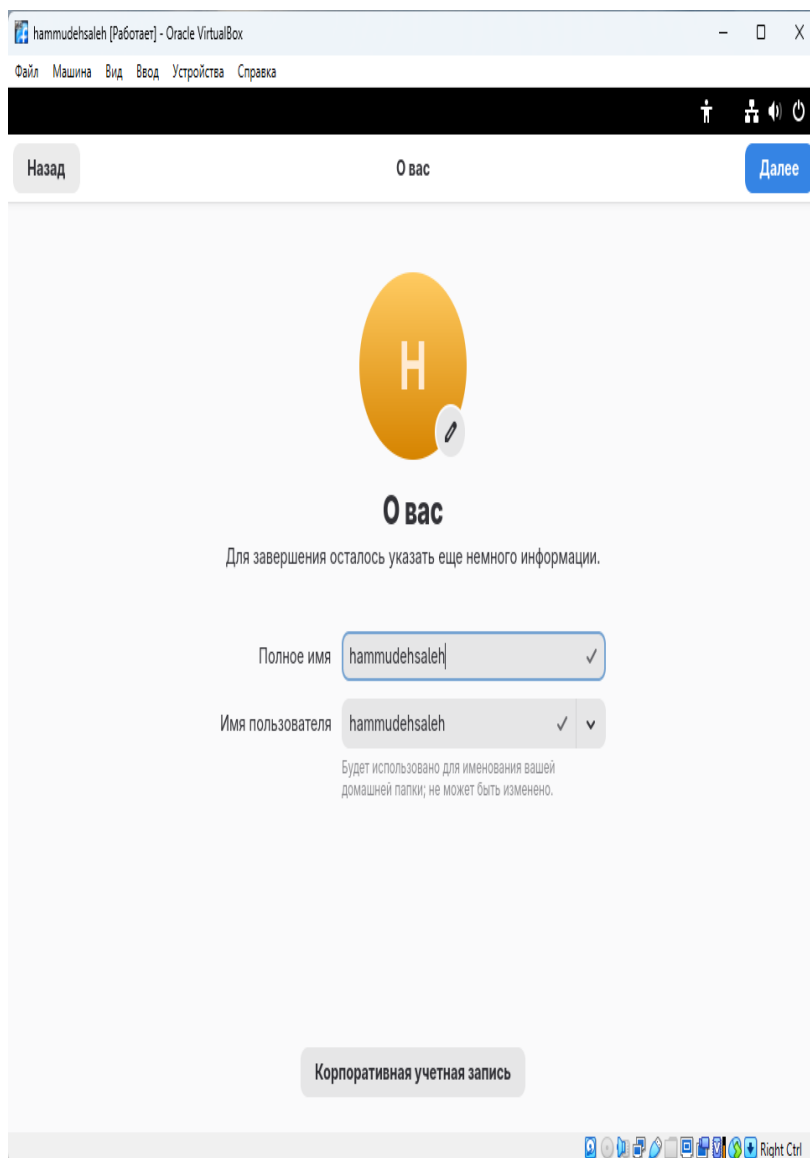 hammudehsaleh [Работает] - Oracle VirtualBox
Файл Машина Вид Ввод Устройства Справка
Назад О вас Далее
H
О вас
Для завершения осталось указать еще немного информации.
Полное имя hammudehsaleh
Имя пользователя hammudehsaleh
Будет использовано для именования вашей
домашней папки; не может быть изменено.
Корпоративная учетная запись
Right Ctrl